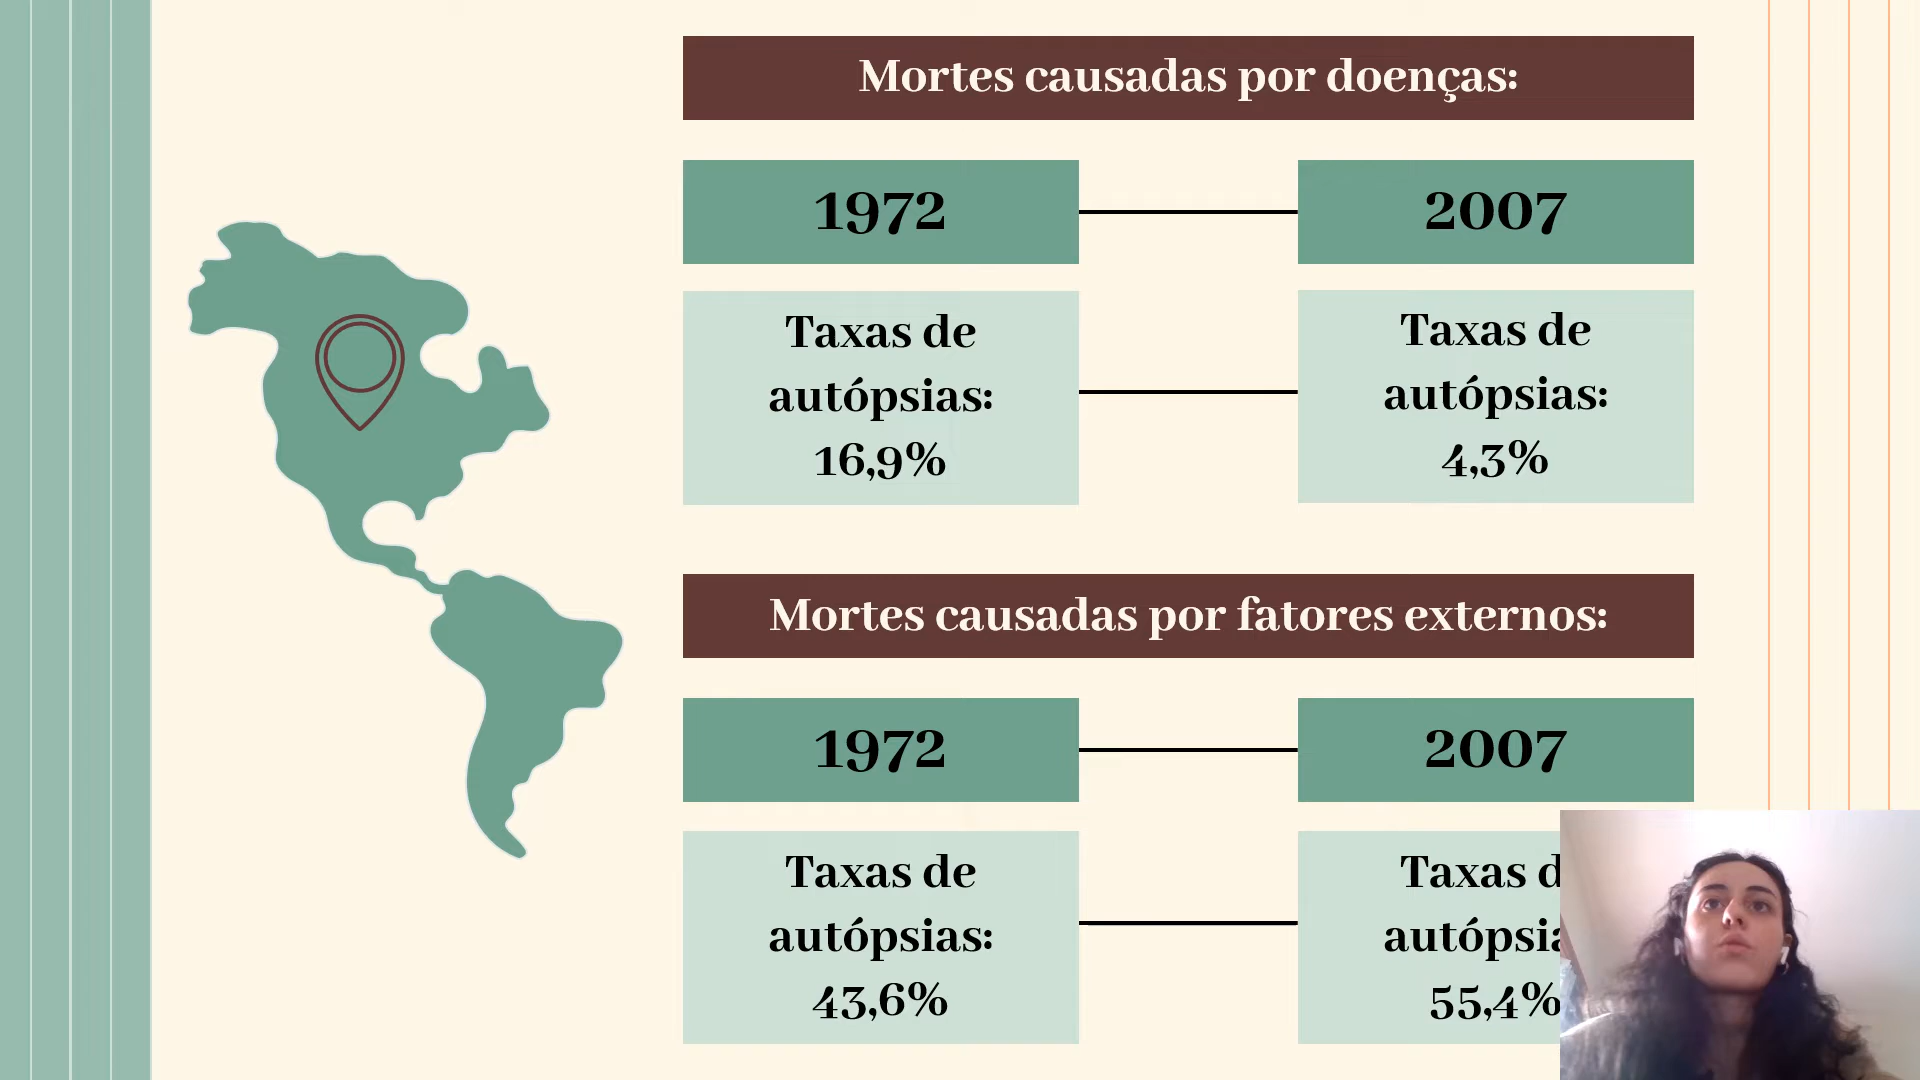 Mortes causadas por doenças:
1972
2007
Taxas de
autópsias:
16,9%
Taxas de
autópsias:
4,3%
Mortes causadas por fatores externos:
1972
2007
Taxas de
autópsias:
43,6%
Taxas
55,4%